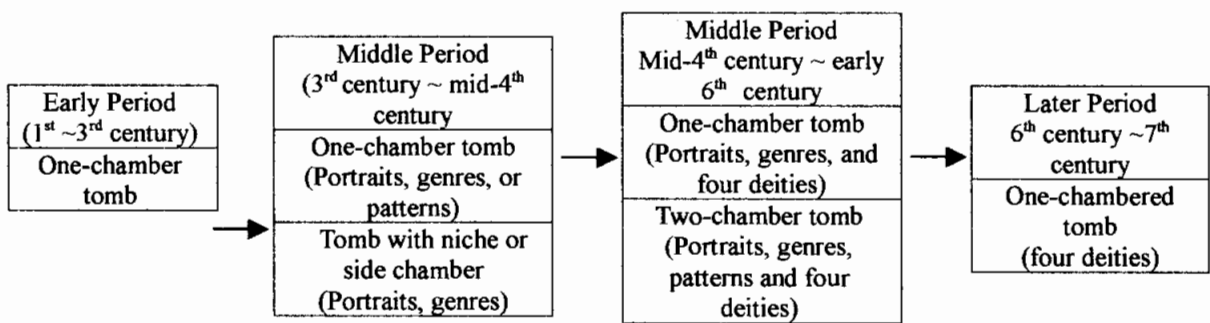 Early Period
(1st ~3rd century)
One-chamber
tomb
Middle Period
(3rd century ~ mid-4th
century
One-chamber tomb
(Portraits, genres, or
patterns)
Tomb with niche or
side chamber
(Portraits, genres)
Middle Period
Mid-4th century ~ early
6th century
One-chamber tomb
(Portraits, genres, and
four deities)
Two-chamber tomb
(Portraits, genres,
patterns and four
deities)
Later Period
6th century ~7th
century
One-chambered
tomb
(four deities)